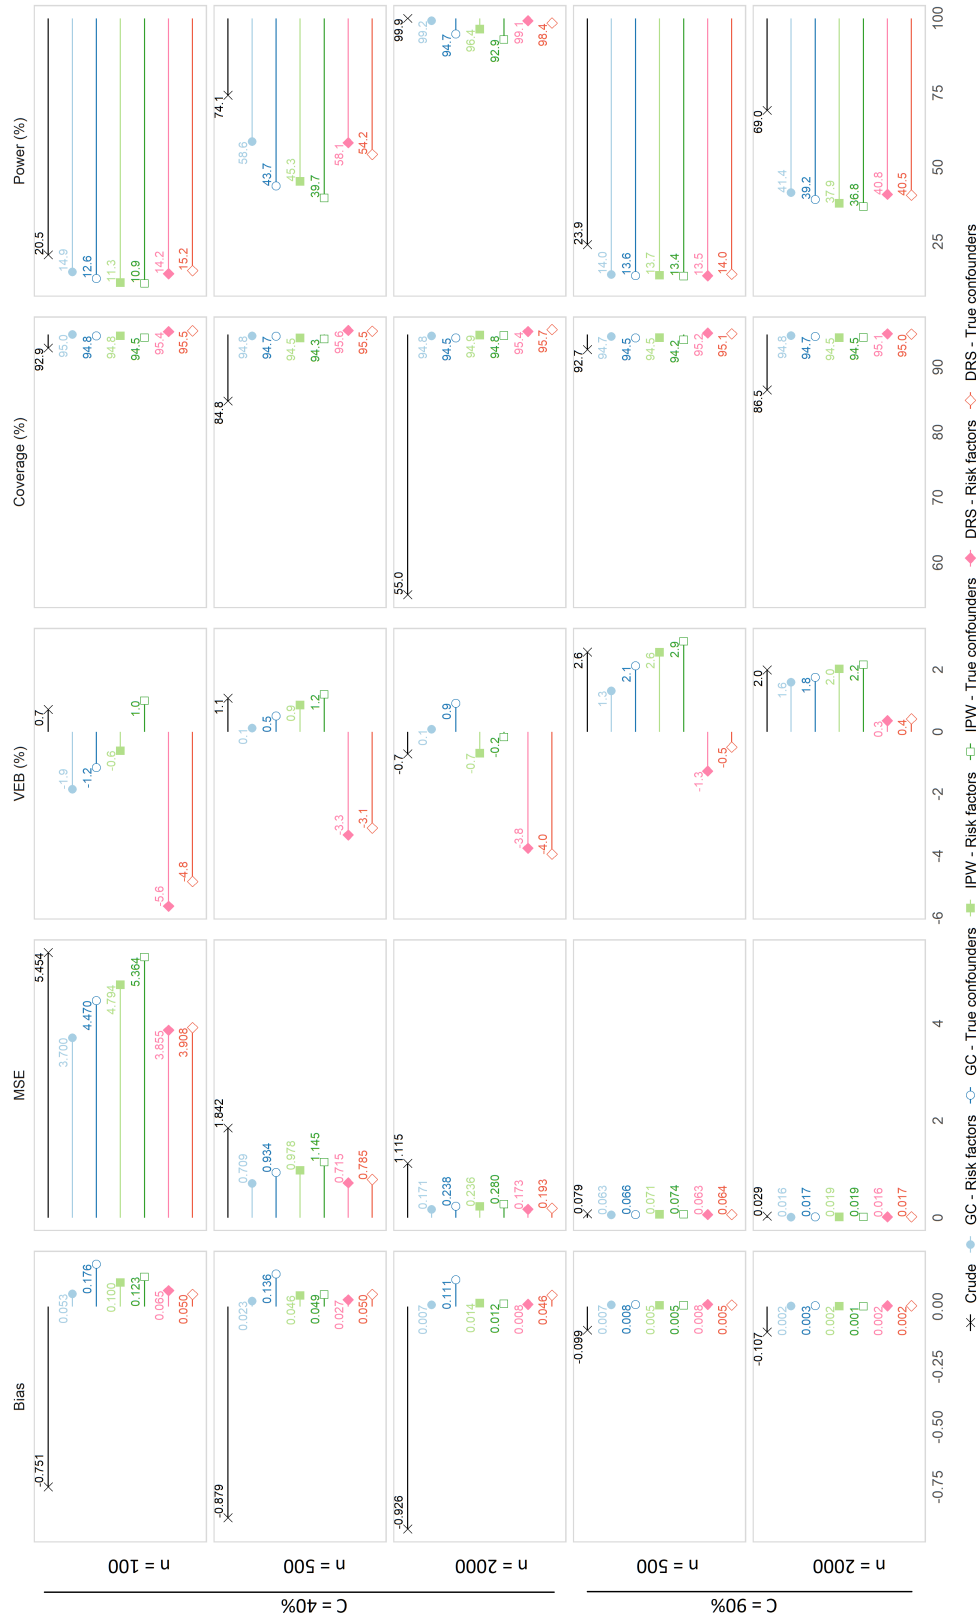 Bias MSE VEB (%) Coverage (%) Power (%)
C = 40%
n = 100
-0.751 5.454 0.7 92.9 20.5
0.053 3.700 -1.9 95.0 14.9
0.176 4.470 -1.2 94.8 12.6
0.100 4.794 -0.6 94.8 11.3
0.123 5.364 1.0 94.5 10.9
0.065 3.855 -5.6 95.4 14.2
0.050 3.908 -4.8 95.5 15.2
n = 500
-0.879 1.842 1.1 84.8 74.1
0.023 0.709 0.1 94.8 58.6
0.136 0.934 0.5 94.7 43.7
0.046 0.978 0.9 94.5 45.3
0.049 1.145 1.2 94.3 39.7
0.027 0.715 -3.3 95.6 58.1
0.050 0.785 -3.1 95.5 54.2
n = 2000
-0.926 1.115 -0.7 55.0 99.9
0.007 0.171 0.1 94.8 99.2
0.111 0.238 0.9 94.5 94.7
0.014 0.236 -0.7 94.9 96.4
0.012 0.280 -0.2 94.8 92.9
0.008 0.173 -3.8 95.4 99.1
0.046 0.193 -4.0 95.7 98.4
C = 90%
n = 500
-0.099 0.079 2.6 92.7 23.9
0.007 0.063 1.3 94.7 14.0
0.008 0.066 2.1 94.5 13.6
0.005 0.071 2.6 94.5 13.7
0.005 0.074 2.9 94.2 13.4
0.008 0.063 -1.3 95.2 13.5
0.005 0.064 -0.5 95.1 14.0
n = 2000
-0.107 0.029 2.0 86.5 69.0
0.002 0.016 1.6 94.8 41.4
0.003 0.017 1.8 94.7 39.2
0.002 0.019 2.0 94.5 37.9
0.001 0.019 2.2 94.5 36.8
0.002 0.016 0.3 95.1 40.8
0.002 0.017 0.4 95.0 40.5
-0.75 -0.50 -0.25 0.00 0 2 4 -6 -4 -2 0 2 60 70 80 90 25 50 75 100
Crude GC - Risk factors GC - True confounders IPW - Risk factors IPW - True confounders DRS - Risk factors DRS - True confounders